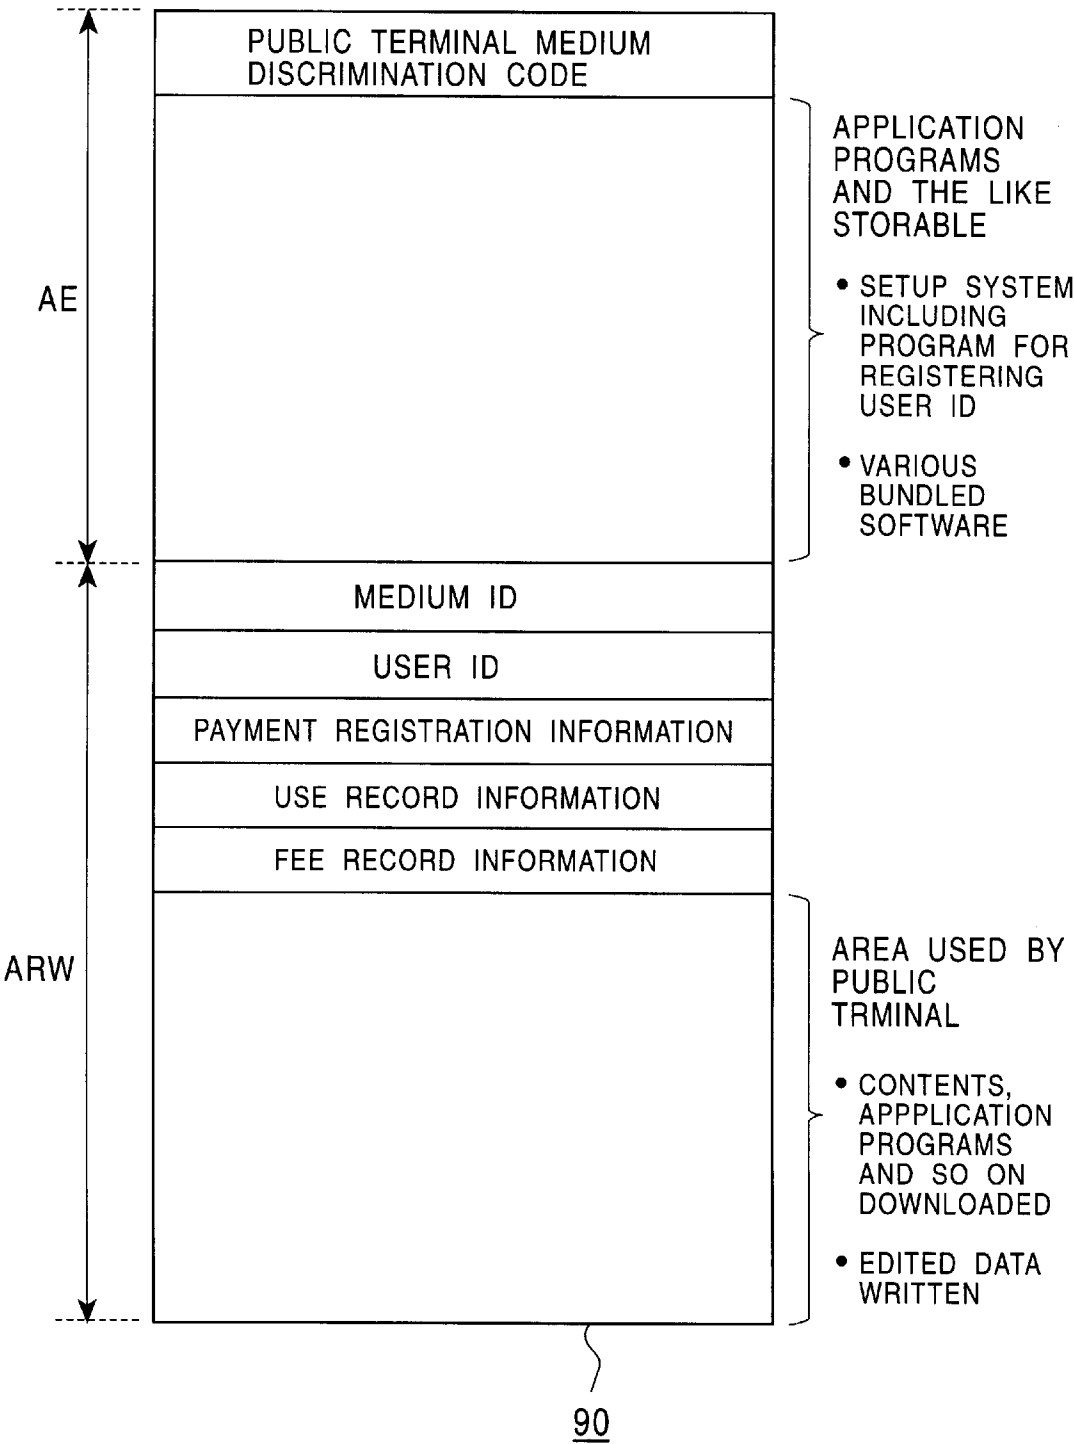 PUBLIC TERMINAL MEDIUM
DISCRIMINATION CODE
APPLICATION
PROGRAMS
AND THE LIKE
STORABLE
• SETUP SYSTEM
INCLUDING
PROGRAM FOR
REGISTERING
USER ID
• VARIOUS
BUNDLED
SOFTWARE
AE
MEDIUM ID
USER ID
PAYMENT REGISTRATION INFORMATION
USE RECORD INFORMATION
FEE RECORD INFORMATION
ARW
AREA USED BY
PUBLIC
TRMINAL
• CONTENTS,
APPPLICATION
PROGRAMS
AND SO ON
DOWNLOADED
• EDITED DATA
WRITTEN
90